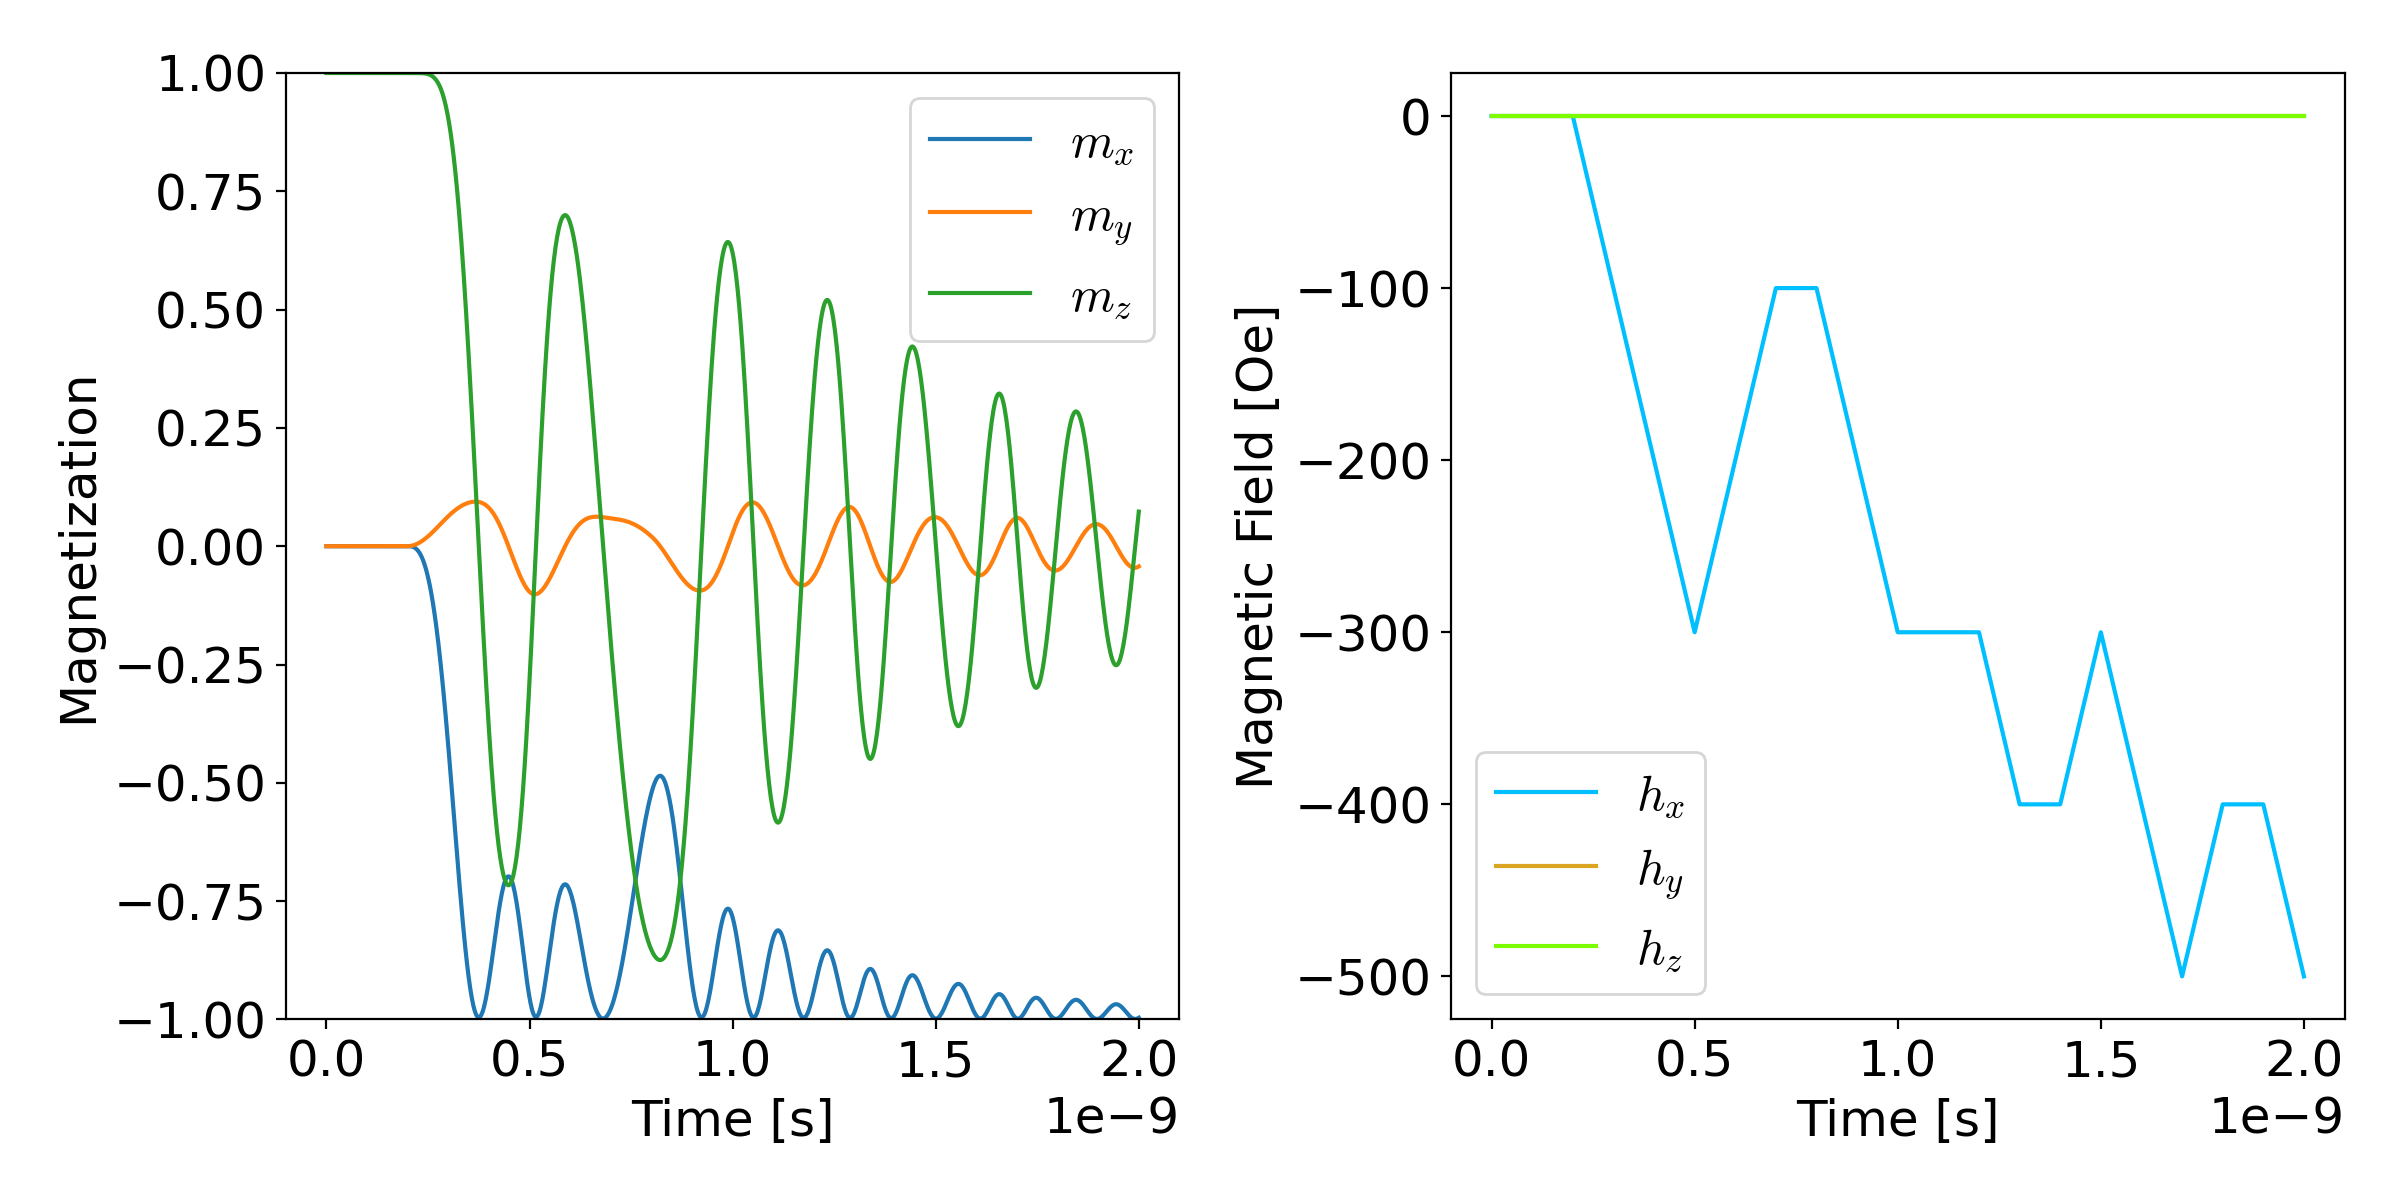 Magnetization
1.00
0.75
0.50
0.25
0.00
−0.25
−0.50
−0.75
−1.00
0.0 0.5 1.0 1.5 2.0
Time [s]
1e−9
m_x
m_y
m_z
Magnetic Field [Oe]
0
−100
−200
−300
−400
−500
0.0 0.5 1.0 1.5 2.0
Time [s]
1e−9
h_x
h_y
h_z